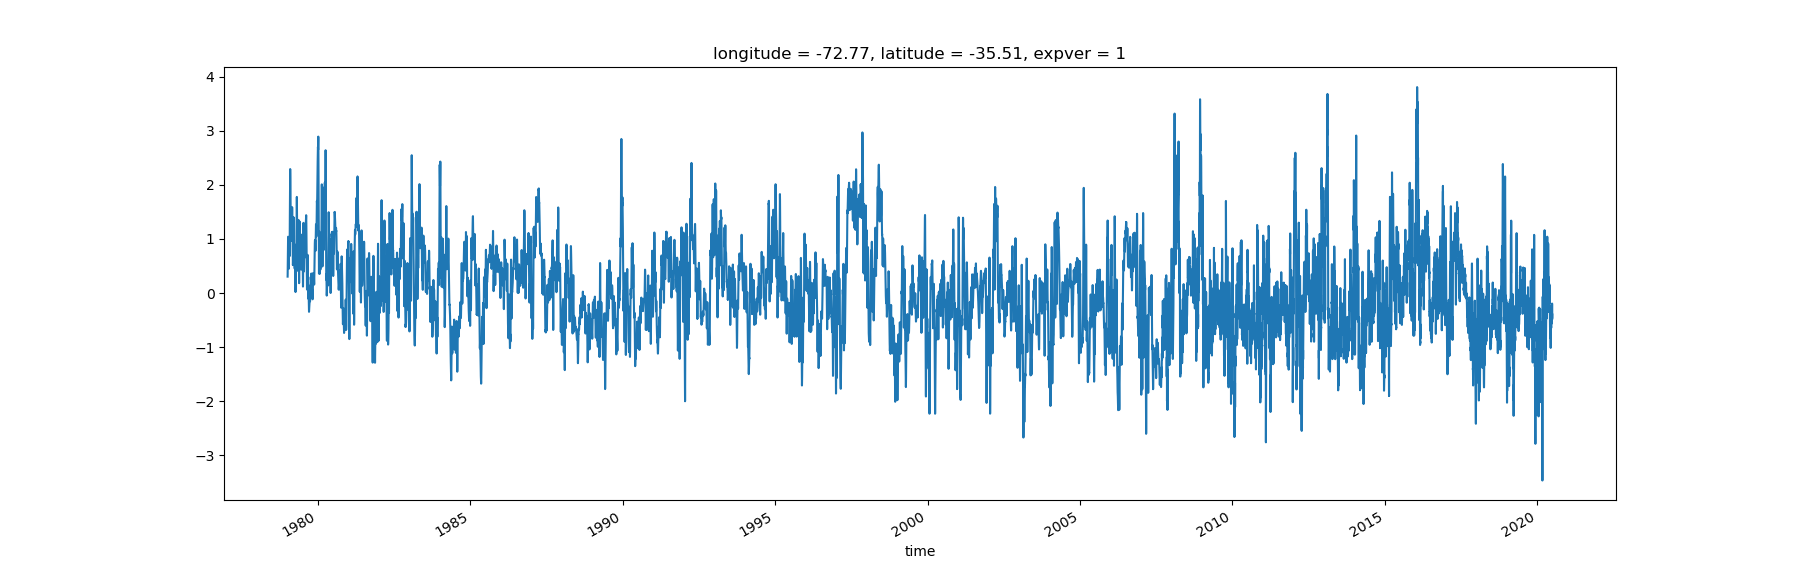 longitude = -72.77, latitude = -35.51, expver = 1
4
3
2
1
0
−1
−2
−3
1980 1985 1990 1995 2000 2005 2010 2015 2020
time